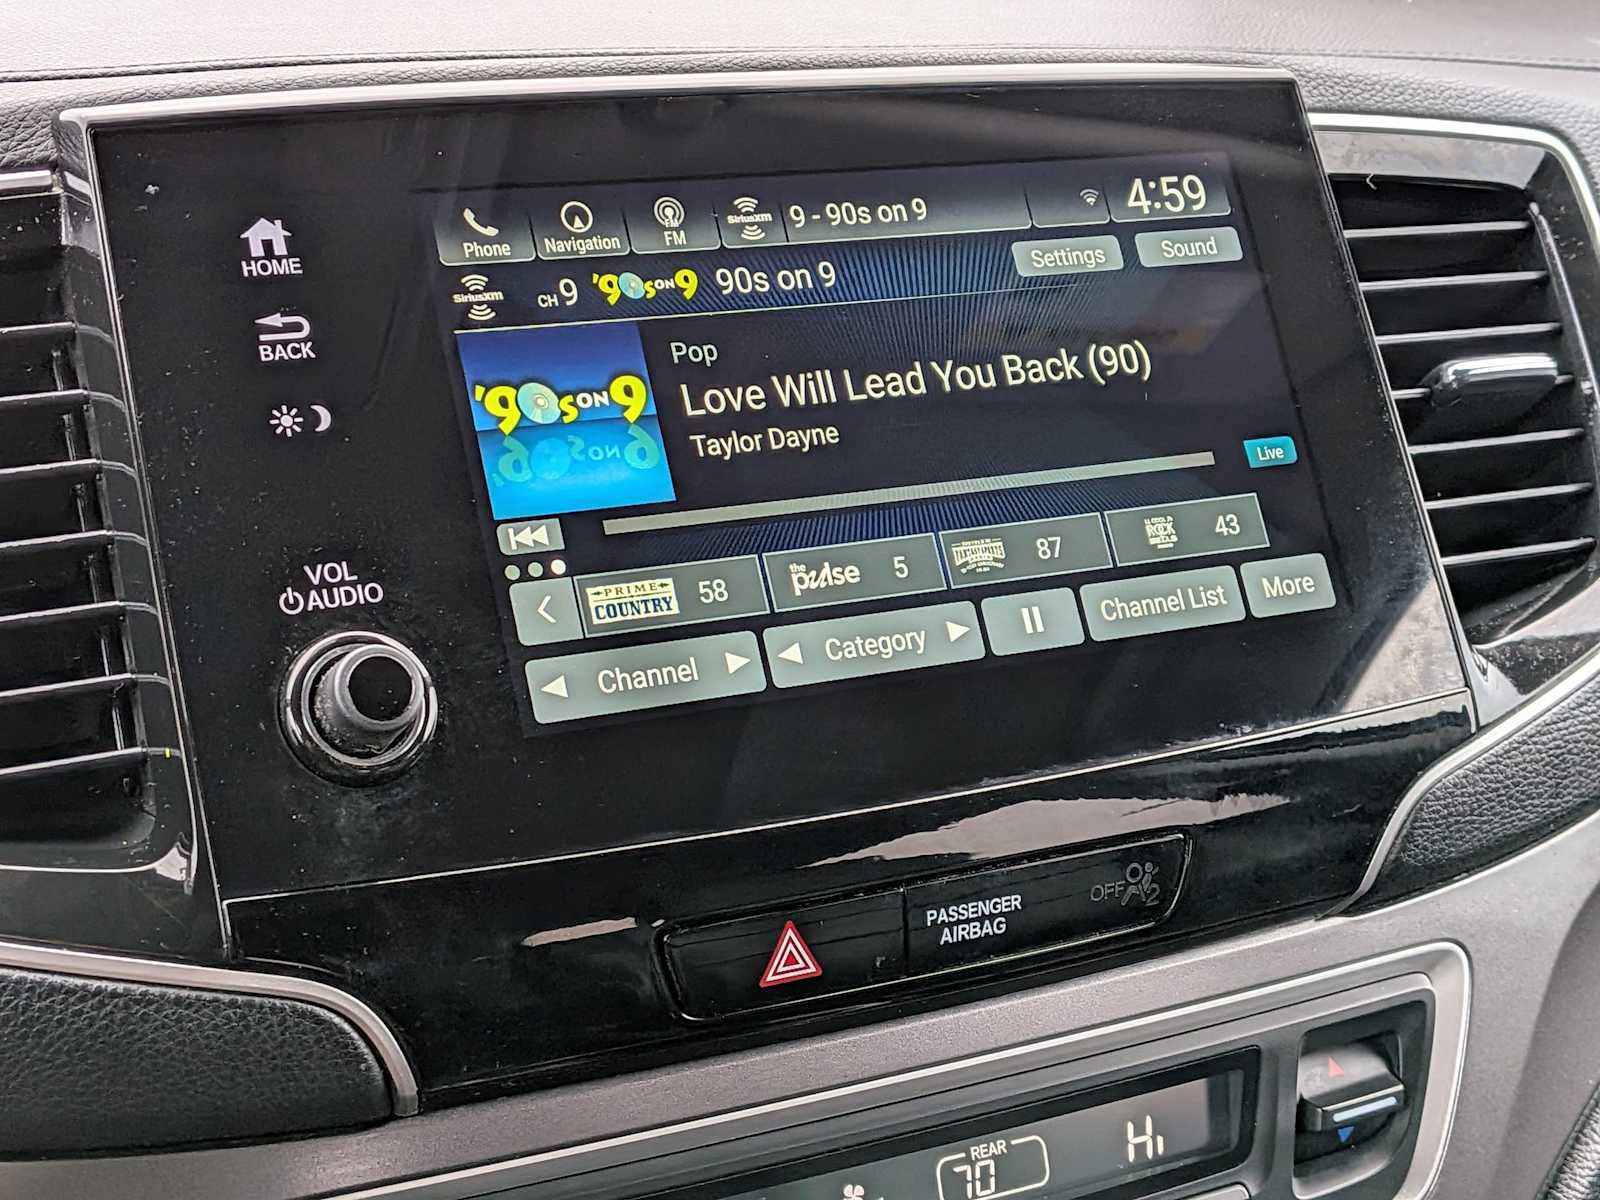 HOME
BACK
VOL
AUDIO
Phone
Navigation
FM
SiriusXM
9 - 90s on 9
4:59
SiriusXM
CH 9
'90s ON 9
90s on 9
Settings
Sound
'90s ON 9
Pop
Love Will Lead You Back (90)
Taylor Dayne
Live
PRIME
COUNTRY
58
the
pulse
5
87
ROCK
43
Channel
Category
Channel List
More
PASSENGER
AIRBAG
OFF
2
REAR
70
Hi